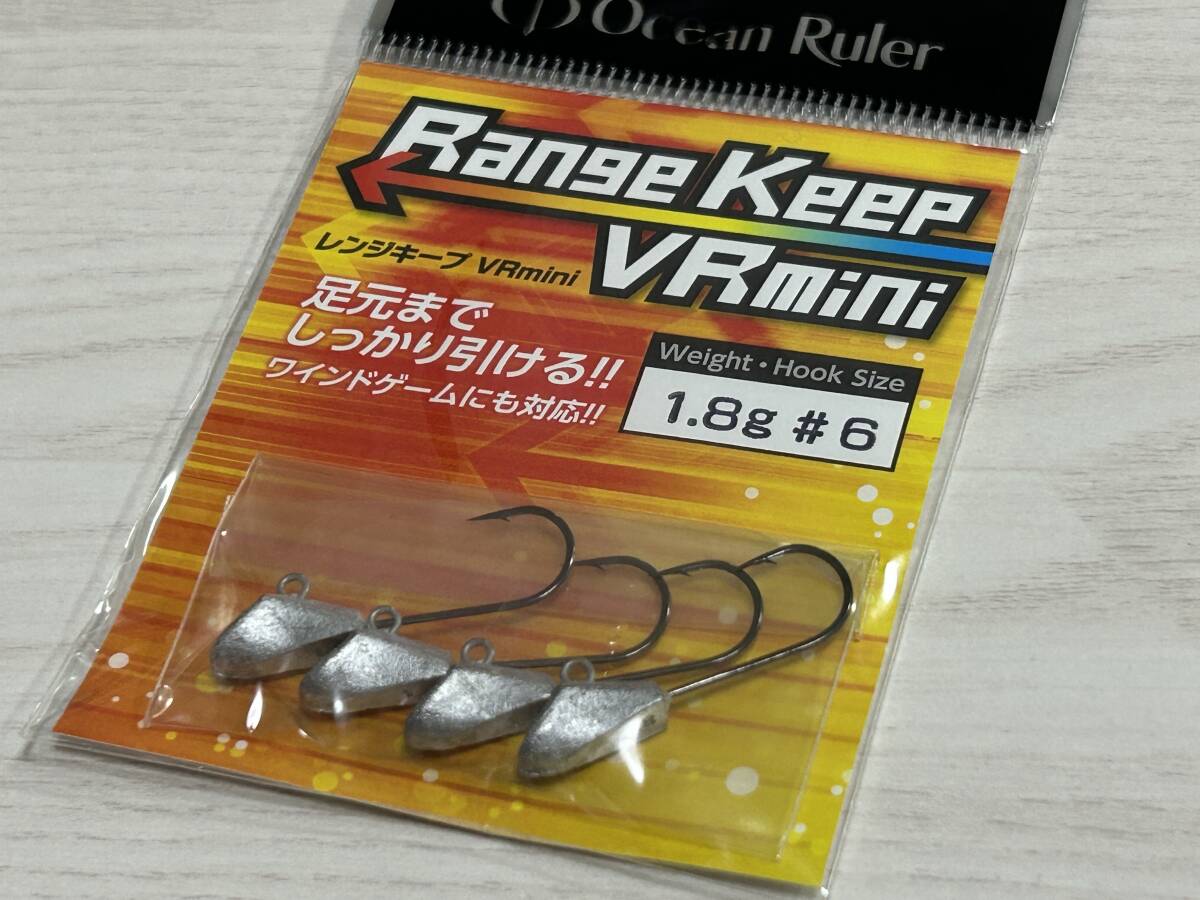 Ocean Ruler
Range Keep
VRmini
レンジキープ VRmini
足元まで
しっかり引ける!!
ワインドゲームにも対応!!
Weight・Hook Size
1.8g #6